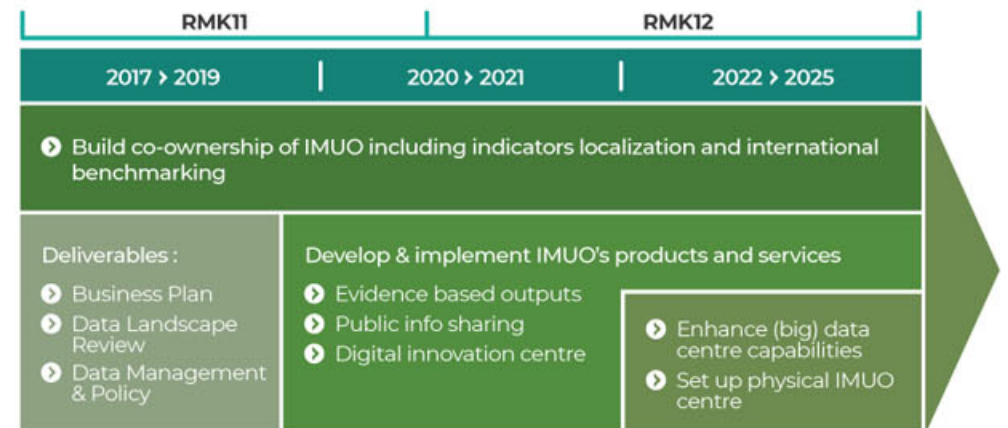 RMK11
RMK12
2017 > 2019
2020 > 2021
2022 > 2025
Build co-ownership of IMUO including indicators localization and international
benchmarking
Deliverables :
Business Plan
Data Landscape
Review
Data Management
& Policy
Develop & implement IMUO's products and services
Evidence based outputs
Public info sharing
Digital innovation centre
Enhance (big) data
centre capabilities
Set up physical IMUO
centre